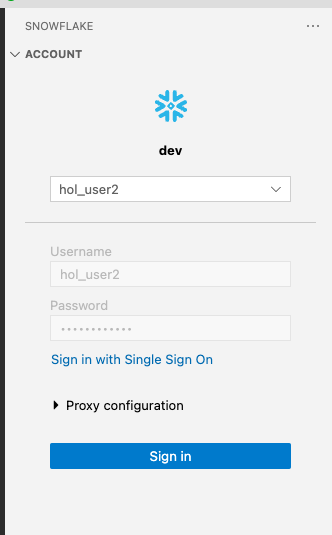 SNOWFLAKE
ACCOUNT
dev
hol_user2
Username
hol_user2
Password
••••••••••••
Sign in with Single Sign On
Proxy configuration
Sign in